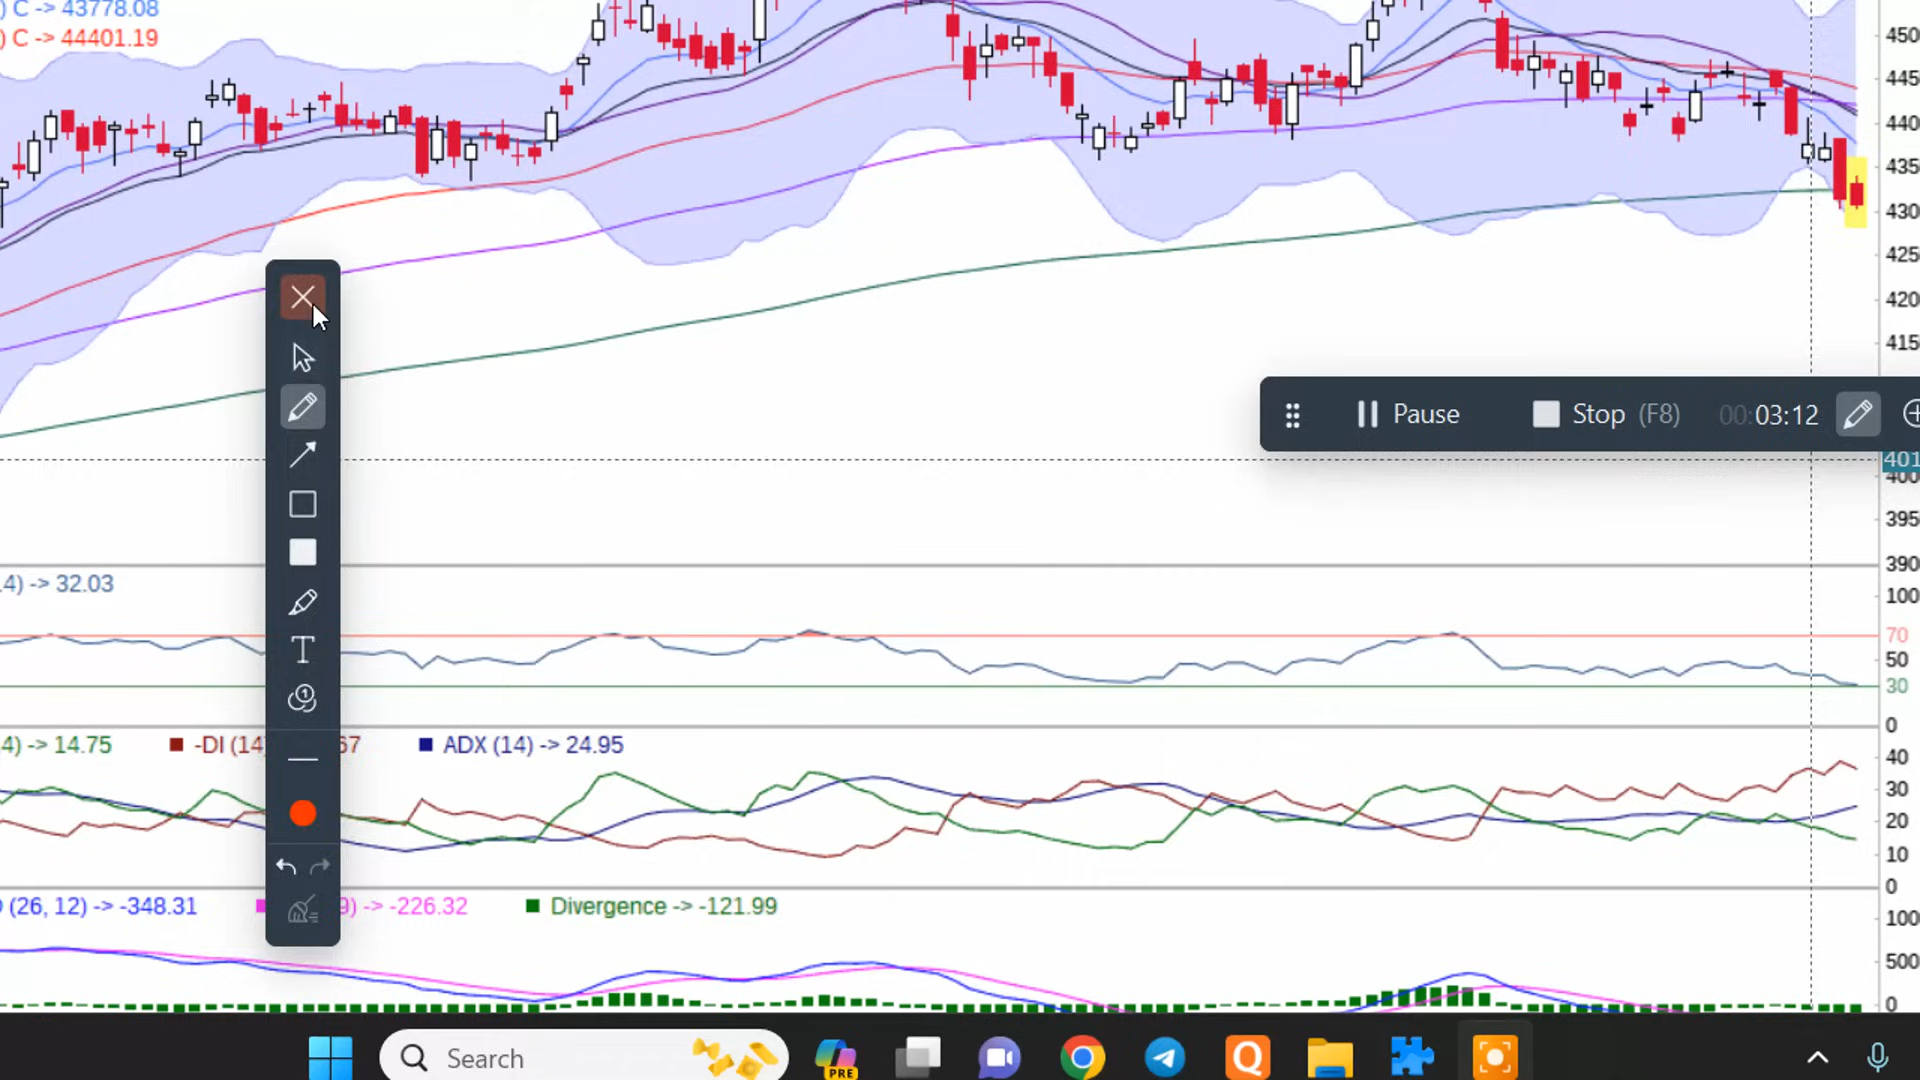 ) C -> 43778.08
) C -> 44401.19
450
445
440
435
430
425
420
415
Pause
Stop (F8)
00:03:12
401
400
395
390
4) -> 32.03
100
70
50
30
0
4) -> 14.75
-DI (14) 67
ADX (14) -> 24.95
40
30
20
10
0
(26, 12) -> -348.31
9) -> -226.32
Divergence -> -121.99
100
500
0
T
1
Search
PRE
Q